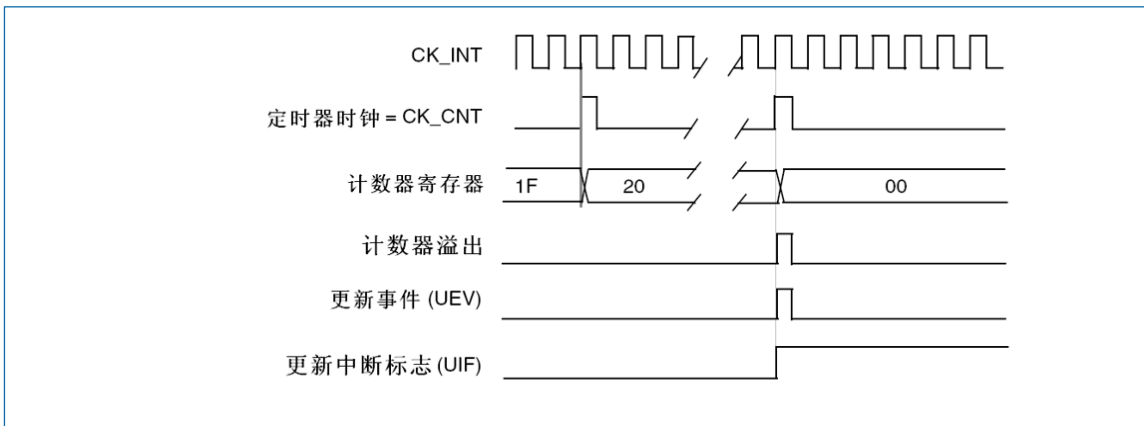 CK_INT
定时器时钟 = CK_CNT
计数器寄存器 1F 20 00
计数器溢出
更新事件 (UEV)
更新中断标志 (UIF)